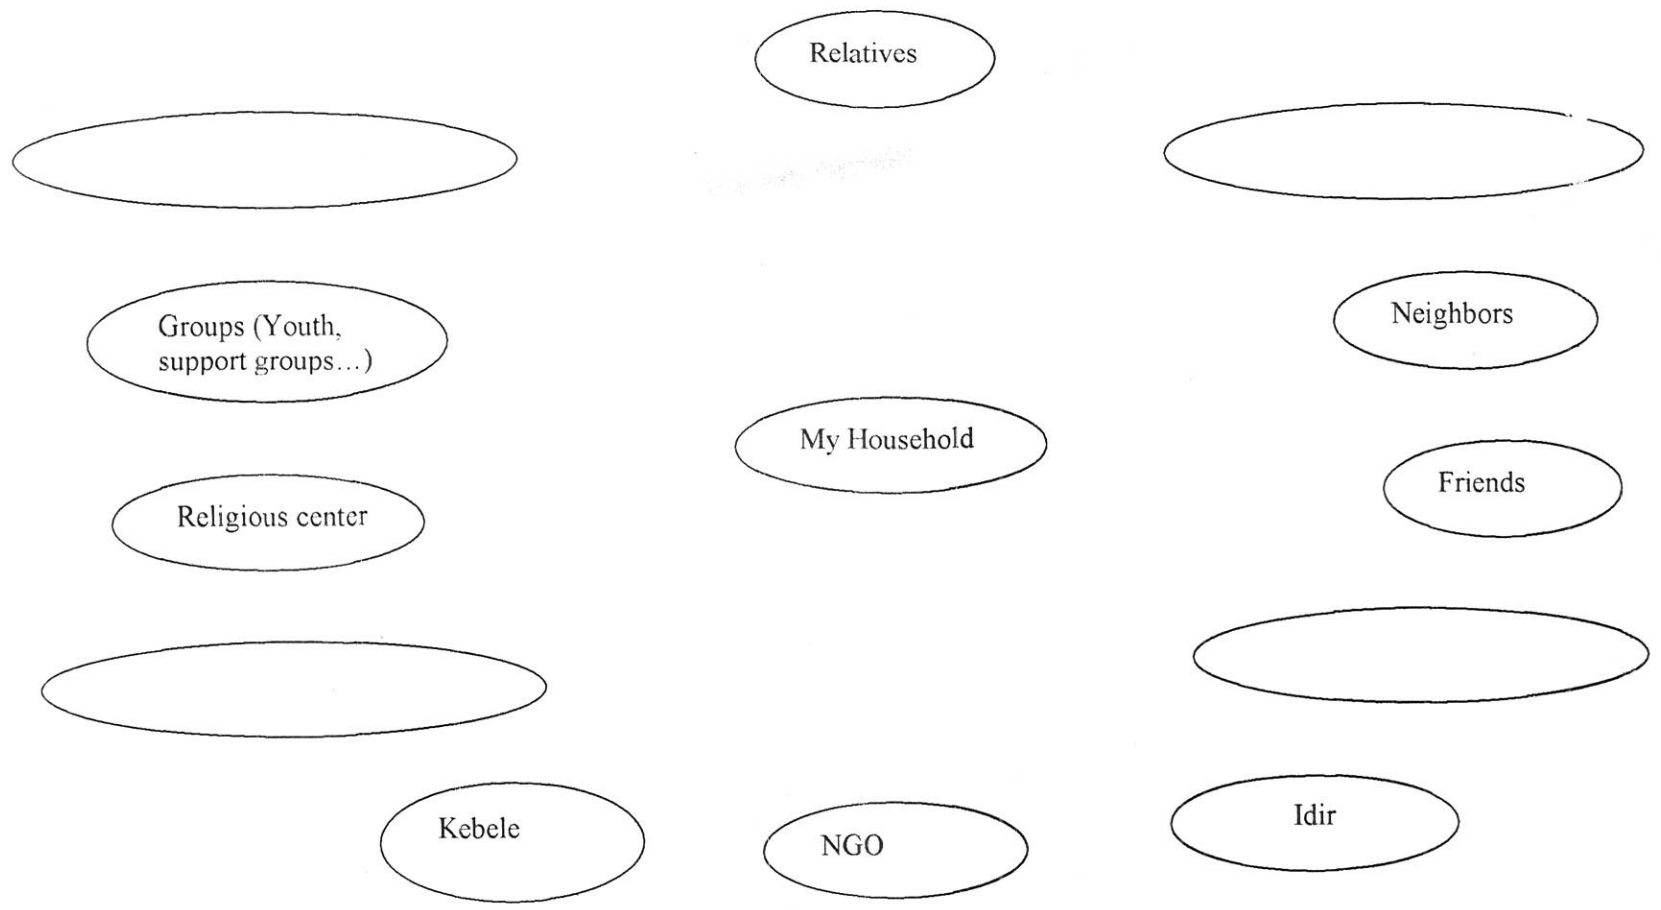 Relatives
Groups (Youth,
support groups...)
Neighbors
My Household
Friends
Religious center
Kebele
NGO
Idir